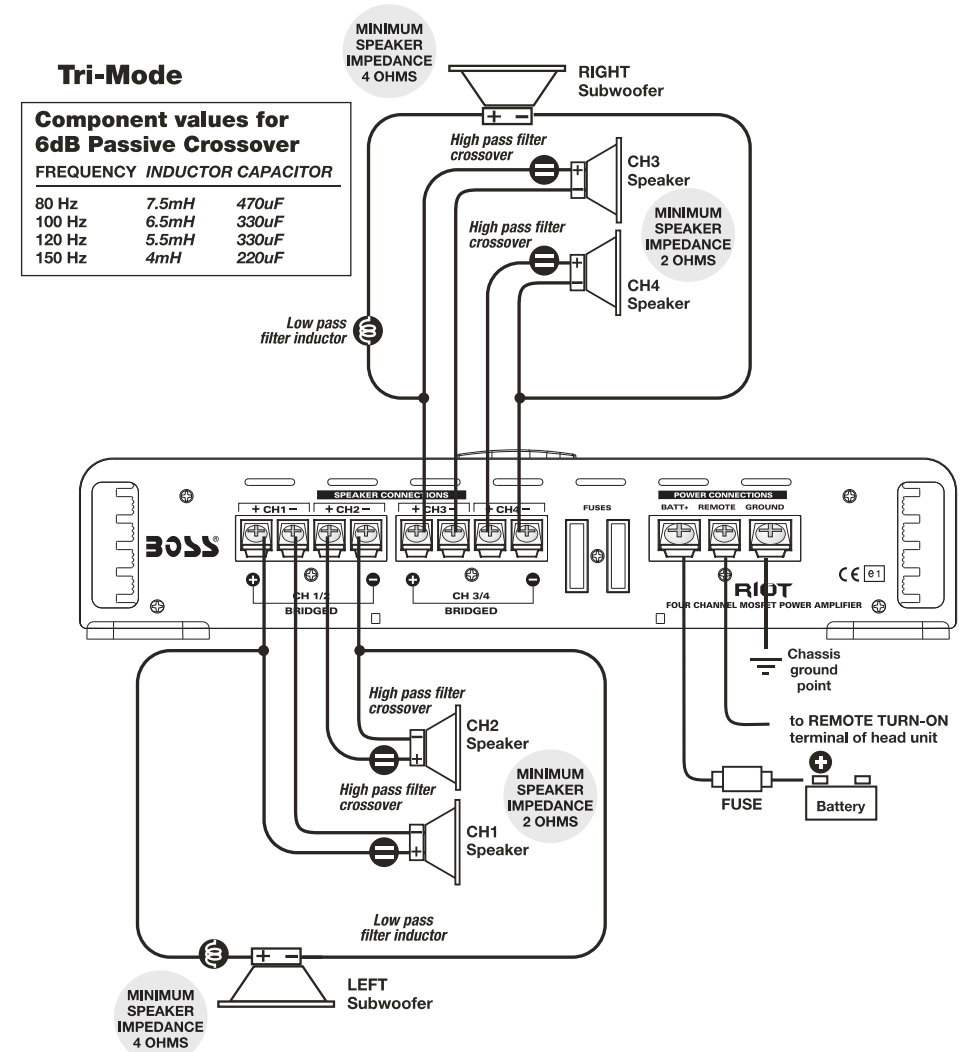 Tri-Mode
Component values for
6dB Passive Crossover
FREQUENCY INDUCTOR CAPACITOR
80 Hz 7.5mH 470uF
100 Hz 6.5mH 330uF
120 Hz 5.5mH 330uF
150 Hz 4mH 220uF
MINIMUM
SPEAKER
IMPEDANCE
4 OHMS
RIGHT
Subwoofer
+ −
High pass filter
crossover
+
−
CH3
Speaker
MINIMUM
SPEAKER
IMPEDANCE
2 OHMS
High pass filter
crossover
+
−
CH4
Speaker
Low pass
filter inductor
SPEAKER CONNECTIONS
+ CH1 − + CH2 − + CH3 − + CH4 −
FUSES
POWER CONNECTIONS
BATT+ REMOTE GROUND
BOSS®
+ − + −
CH 1/2
BRIDGED
CH 3/4
BRIDGED
CE e1
RIOT
FOUR CHANNEL MOSFET POWER AMPLIFIER
Chassis
ground
point
to REMOTE TURN-ON
terminal of head unit
+
FUSE
Battery
High pass filter
crossover
−
+
CH2
Speaker
High pass filter
crossover
−
+
CH1
Speaker
MINIMUM
SPEAKER
IMPEDANCE
2 OHMS
Low pass
filter inductor
+ −
LEFT
Subwoofer
MINIMUM
SPEAKER
IMPEDANCE
4 OHMS